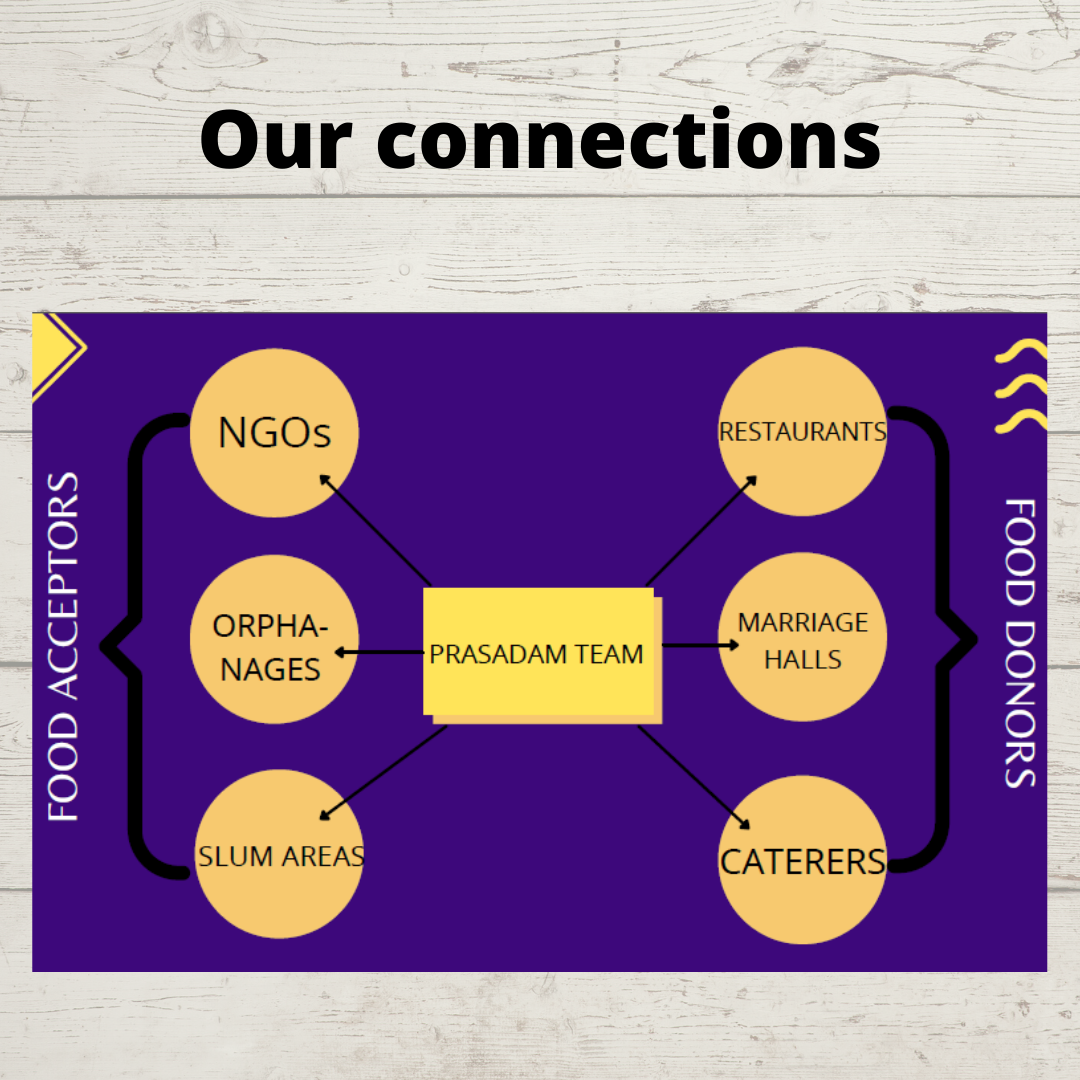 Our connections
FOOD ACCEPTORS
NGOs
ORPHA-
NAGES
SLUM AREAS
PRASADAM TEAM
RESTAURANTS
MARRIAGE
HALLS
CATERERS
FOOD DONORS